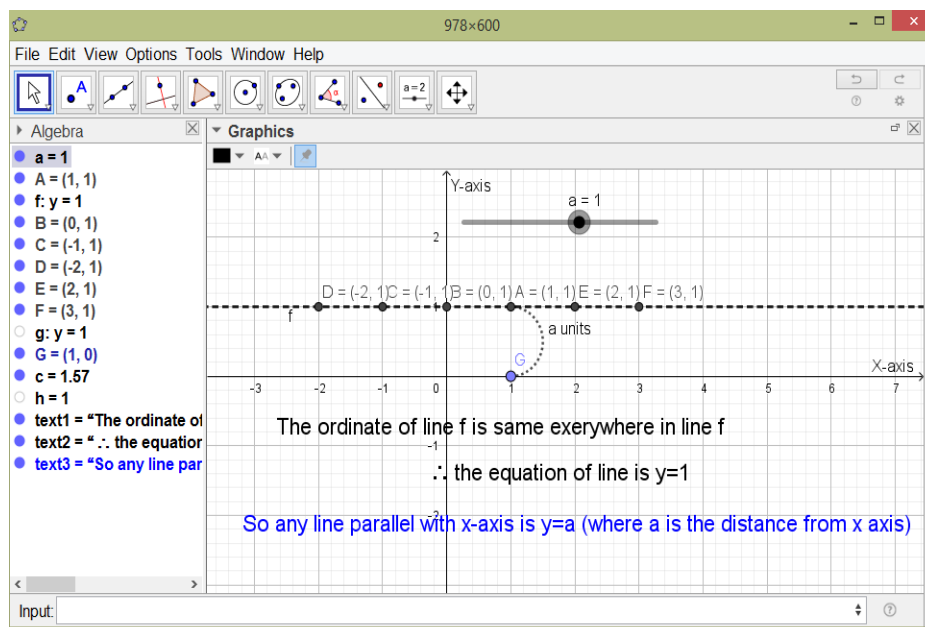 978×600
File Edit View Options Tools Window Help
A
α
a=2
Algebra
Graphics
AA
a = 1
A = (1, 1)
f: y = 1
B = (0, 1)
C = (-1, 1)
D = (-2, 1)
E = (2, 1)
F = (3, 1)
g: y = 1
G = (1, 0)
c = 1.57
h = 1
text1 = “The ordinate of
text2 = “∴ the equation
text3 = “So any line par
Y-axis
a = 1
2
D = (-2, 1) C = (-1, 1) B = (0, 1) A = (1, 1) E = (2, 1) F = (3, 1)
f
a units
G
X-axis
-3 -2 -1 0 1 2 3 4 5 6 7
The ordinate of line f is same exerywhere in line f
-1
∴ the equation of line is y=1
-2
So any line parallel with x-axis is y=a (where a is the distance from x axis)
Input: